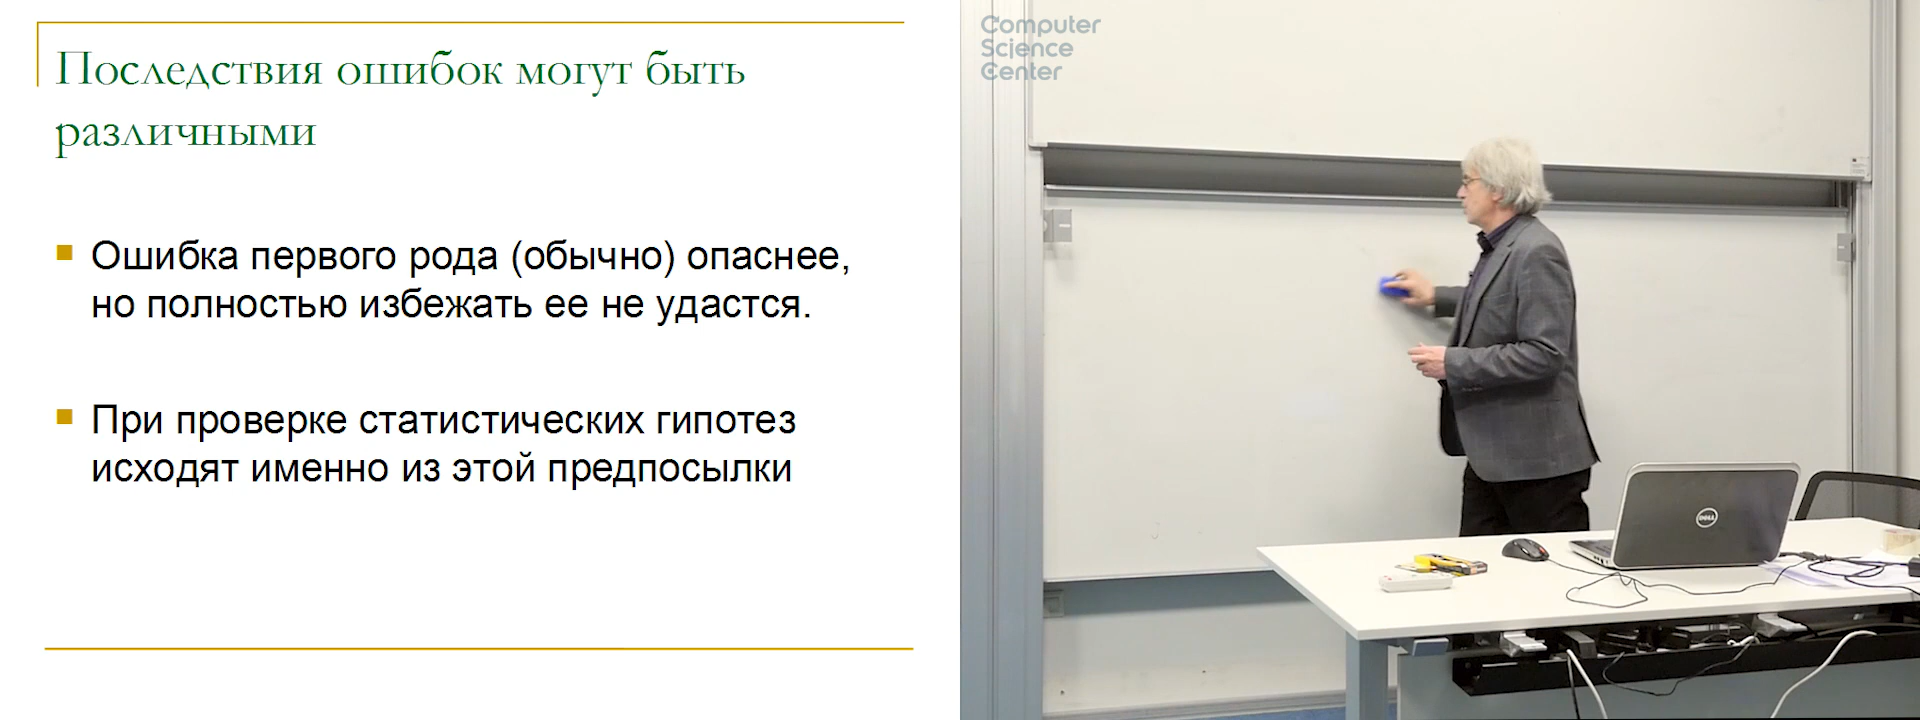 Последствия ошибок могут быть
различными
Ошибка первого рода (обычно) опаснее,
но полностью избежать ее не удастся.
При проверке статистических гипотез
исходят именно из этой предпосылки
Computer
Science
Center
DELL